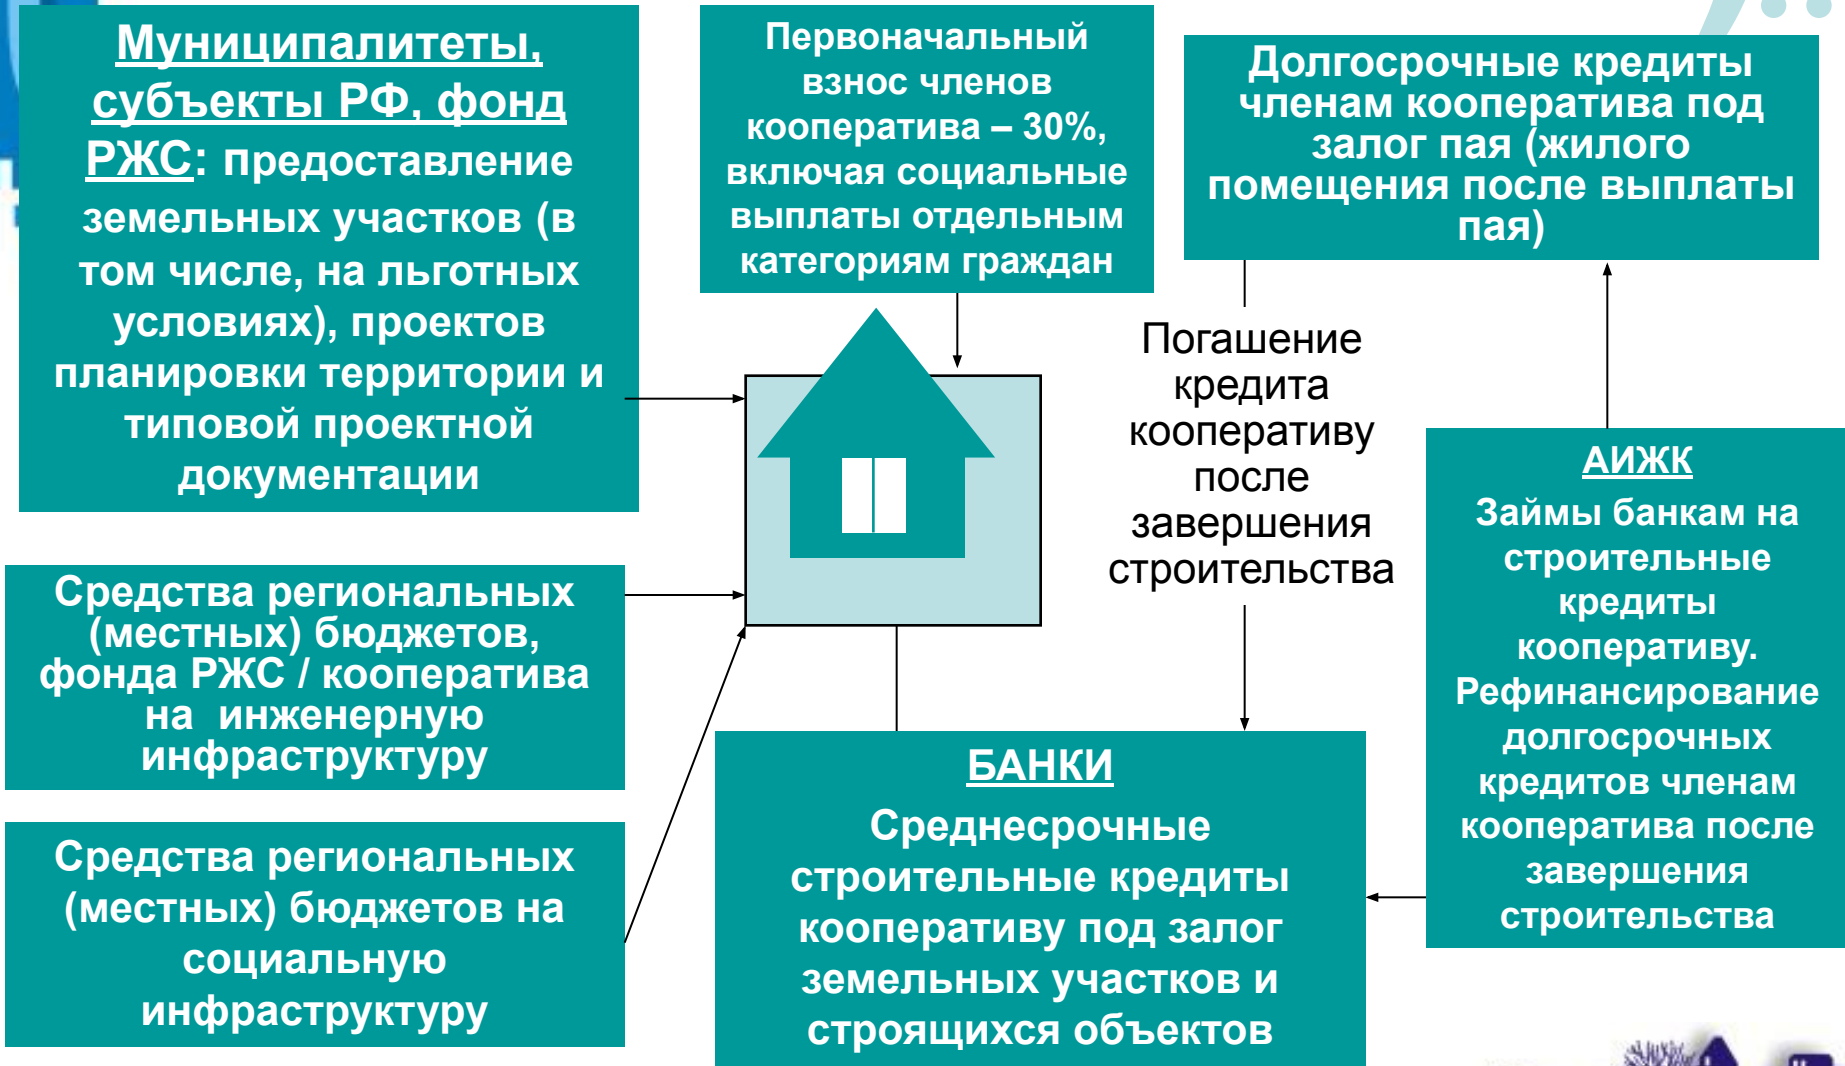 Муниципалитеты,
субъекты РФ, фонд
РЖС: предоставление
земельных участков (в
том числе, на льготных
условиях), проектов
планировки территории и
типовой проектной
документации
Первоначальный
взнос членов
кооператива – 30%,
включая социальные
выплаты отдельным
категориям граждан
Долгосрочные кредиты
членам кооператива под
залог пая (жилого
помещения после выплаты
пая)
Погашение
кредита
кооперативу
после
завершения
строительства
АИЖК
Займы банкам на
строительные
кредиты
кооперативу.
Рефинансирование
долгосрочных
кредитов членам
кооператива после
завершения
строительства
Средства региональных
(местных) бюджетов,
фонда РЖС / кооператива
на инженерную
инфраструктуру
БАНКИ
Среднесрочные
строительные кредиты
кооперативу под залог
земельных участков и
строящихся объектов
Средства региональных
(местных) бюджетов на
социальную
инфраструктуру